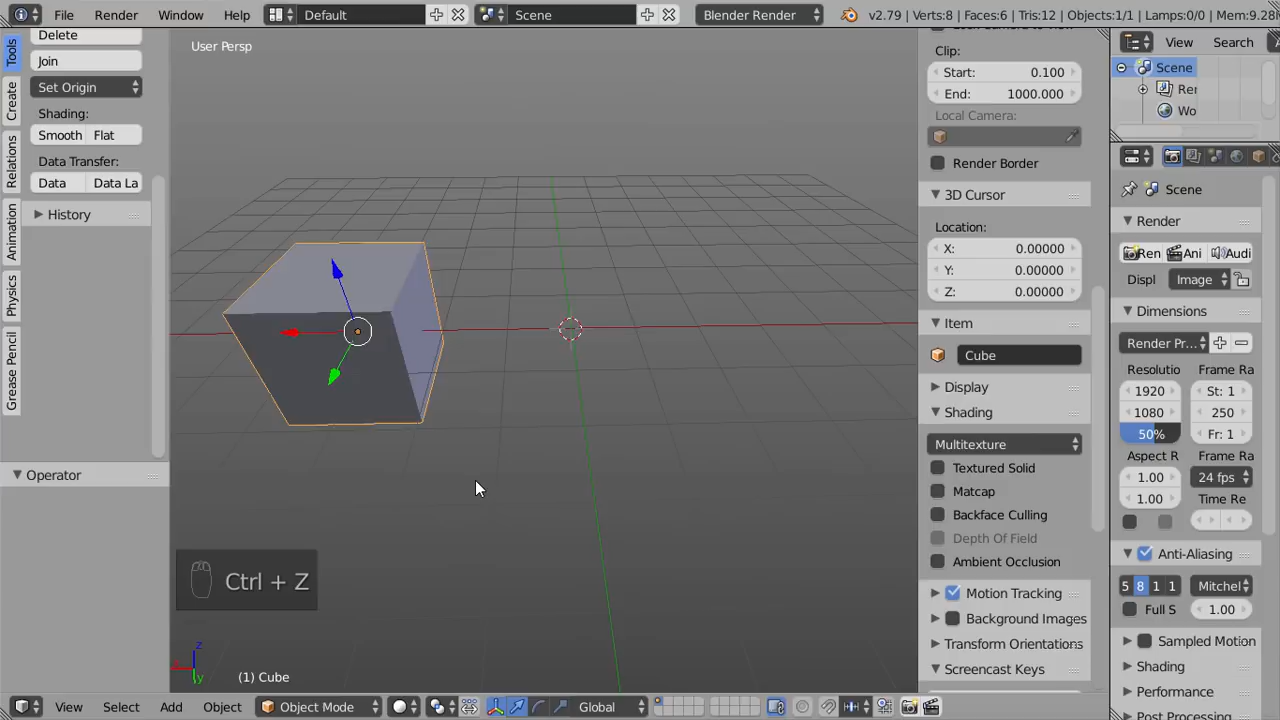 File Render Window Help Default Scene Blender Render v2.79 | Verts:8 | Faces:6 | Tris:12 | Objects:1/1 | Lamps:0/0 | Mem:9.28
Delete
Join
Set Origin
Shading:
Smooth Flat
Data Transfer:
Data Data La
History
Operator
Tools
Create
Relations
Animation
Physics
Grease Pencil
User Persp
Ctrl + Z
z
y
(1) Cube
View Select Add Object Object Mode Global
Clip:
Start: 0.100
End: 1000.000
Local Camera:
Render Border
3D Cursor
Location:
X: 0.00000
Y: 0.00000
Z: 0.00000
Item
Cube
Display
Shading
Multitexture
Textured Solid
Matcap
Backface Culling
Depth Of Field
Ambient Occlusion
Motion Tracking
Background Images
Transform Orientations
Screencast Keys
View Search
Scene
Rer
Wo
Scene
Render
Ren Ani Audi
Displ Image
Dimensions
Render Pr...
Resolutio Frame Ra
1920 St: 1
1080 250
50% Fr: 1
Aspect R Frame Ra
1.00 24 fps
1.00 Time Re
Anti-Aliasing
5 8 1 1 Mitchel
Full S 1.00
Sampled Motion
Shading
Performance